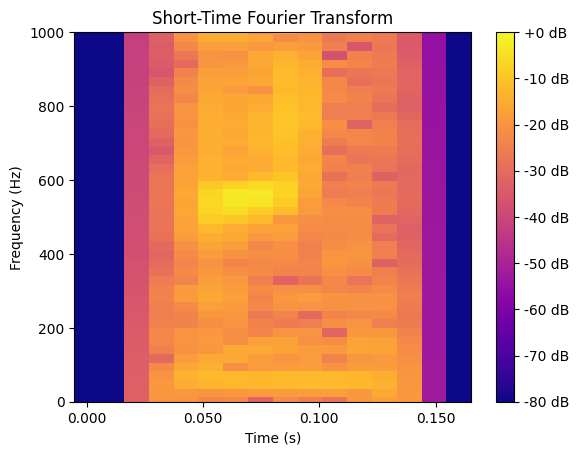 Short-Time Fourier Transform
Frequency (Hz)
1000
800
600
400
200
0
0.000
0.050
0.100
0.150
Time (s)
+0 dB
-10 dB
-20 dB
-30 dB
-40 dB
-50 dB
-60 dB
-70 dB
-80 dB